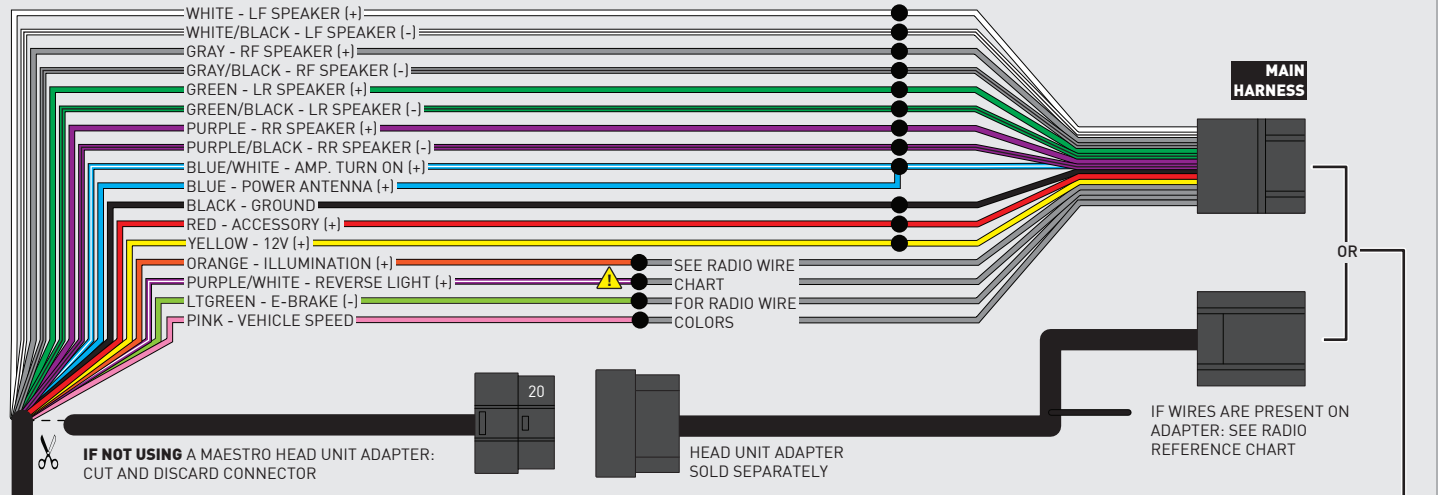 WHITE - LF SPEAKER (+)
WHITE/BLACK - LF SPEAKER (-)
GRAY - RF SPEAKER (+)
GRAY/BLACK - RF SPEAKER (-)
GREEN - LR SPEAKER (+)
GREEN/BLACK - LR SPEAKER (-)
PURPLE - RR SPEAKER (+)
PURPLE/BLACK - RR SPEAKER (-)
BLUE/WHITE - AMP. TURN ON (+)
BLUE - POWER ANTENNA (+)
BLACK - GROUND
RED - ACCESSORY (+)
YELLOW - 12V (+)
ORANGE - ILLUMINATION (+)
PURPLE/WHITE - REVERSE LIGHT (+)
LTGREEN - E-BRAKE (-)
PINK - VEHICLE SPEED
!
SEE RADIO WIRE
CHART
FOR RADIO WIRE
COLORS
MAIN
HARNESS
OR
20
IF NOT USING A MAESTRO HEAD UNIT ADAPTER:
CUT AND DISCARD CONNECTOR
HEAD UNIT ADAPTER
SOLD SEPARATELY
IF WIRES ARE PRESENT ON
ADAPTER: SEE RADIO
REFERENCE CHART